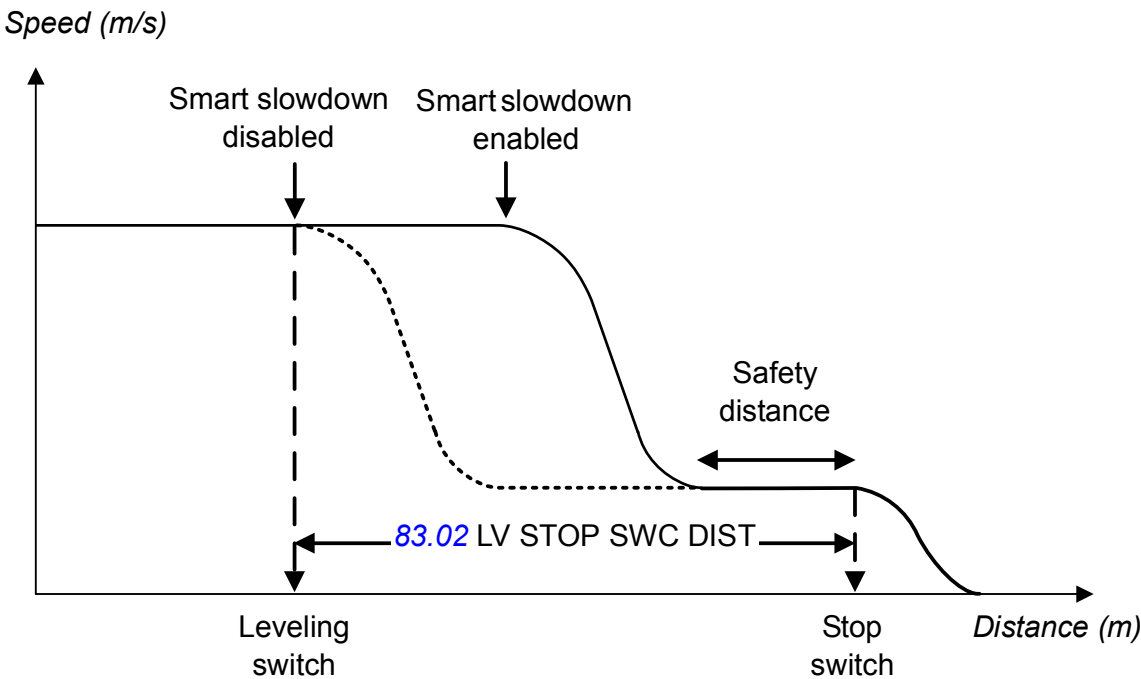 Speed (m/s)
Smart slowdown
disabled
Smart slowdown
enabled
Safety
distance
83.02 LV STOP SWC DIST
Leveling
switch
Stop
switch
Distance (m)